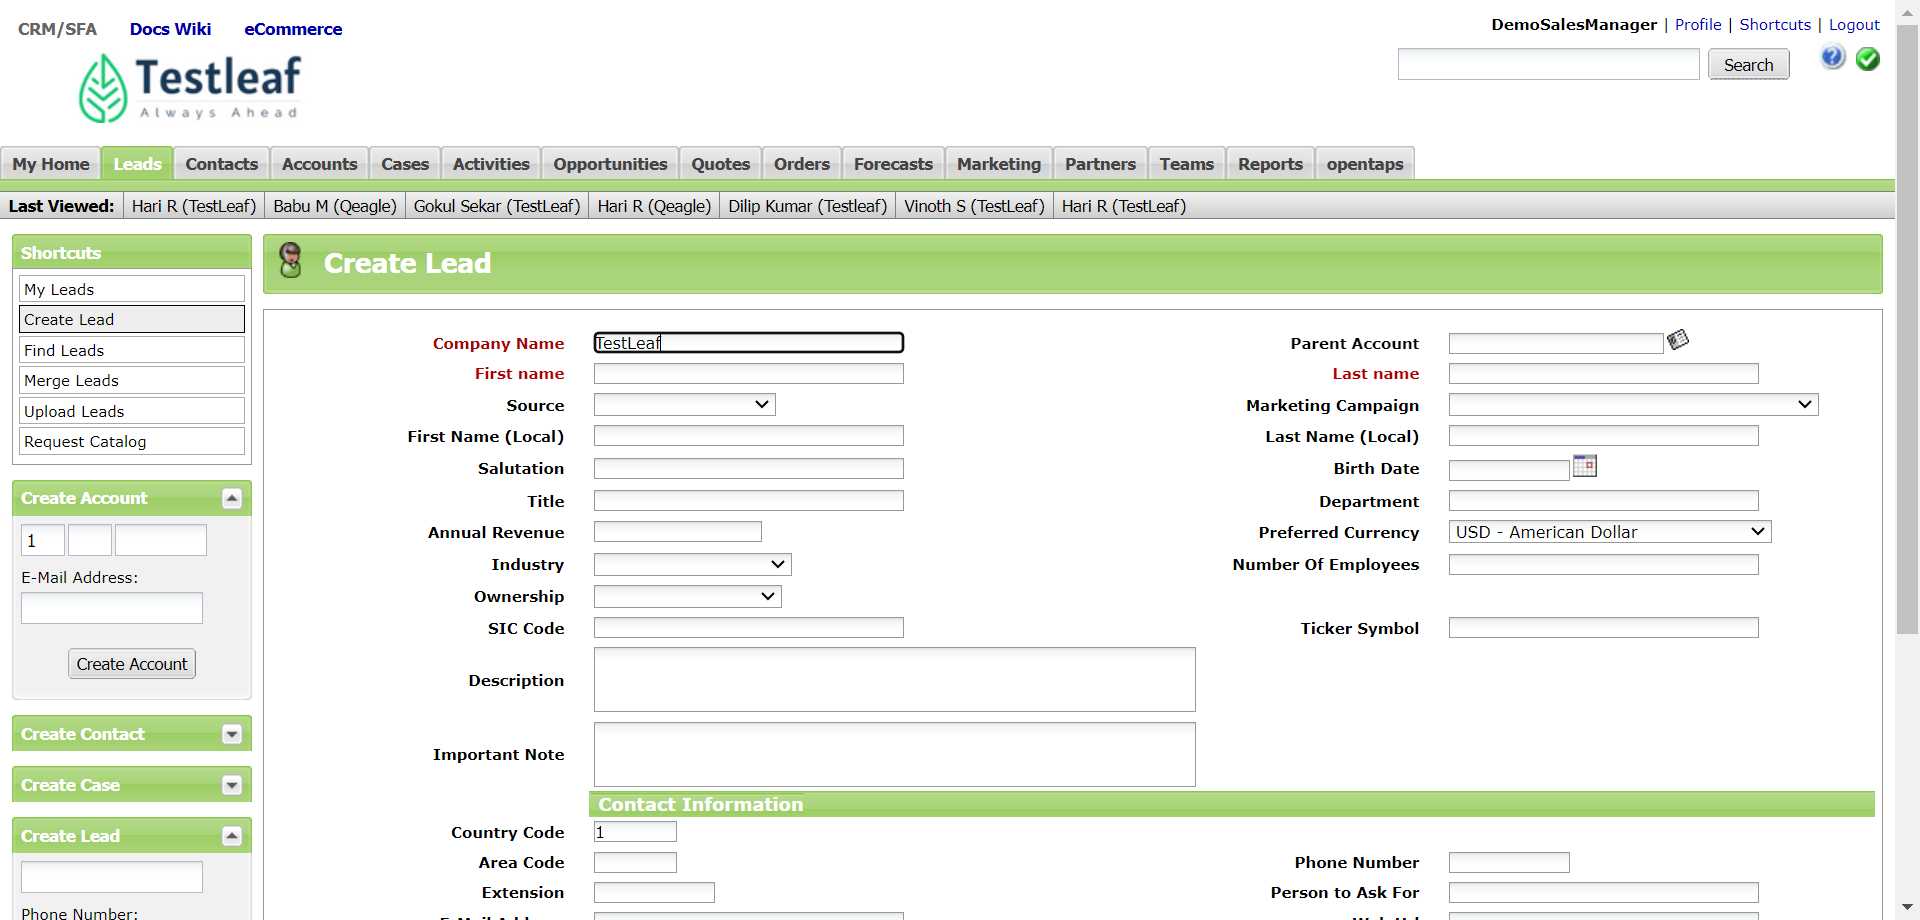 CRM/SFA Docs Wiki eCommerce
DemoSalesManager | Profile | Shortcuts | Logout
Testleaf
Always Ahead
Search
My Home Leads Contacts Accounts Cases Activities Opportunities Quotes Orders Forecasts Marketing Partners Teams Reports opentaps
Last Viewed: Hari R (TestLeaf) Babu M (Qeagle) Gokul Sekar (TestLeaf) Hari R (Qeagle) Dilip Kumar (Testleaf) Vinoth S (TestLeaf) Hari R (TestLeaf)
Shortcuts
My Leads
Create Lead
Find Leads
Merge Leads
Upload Leads
Request Catalog
Create Account
1
E-Mail Address:
Create Account
Create Contact
Create Case
Create Lead
Phone Number:
Create Lead
Company Name TestLeaf Parent Account
First name Last name
Source Marketing Campaign
First Name (Local) Last Name (Local)
Salutation Birth Date
Title Department
Annual Revenue Preferred Currency USD - American Dollar
Industry Number Of Employees
Ownership
SIC Code Ticker Symbol
Description
Important Note
Contact Information
Country Code 1
Area Code Phone Number
Extension Person to Ask For